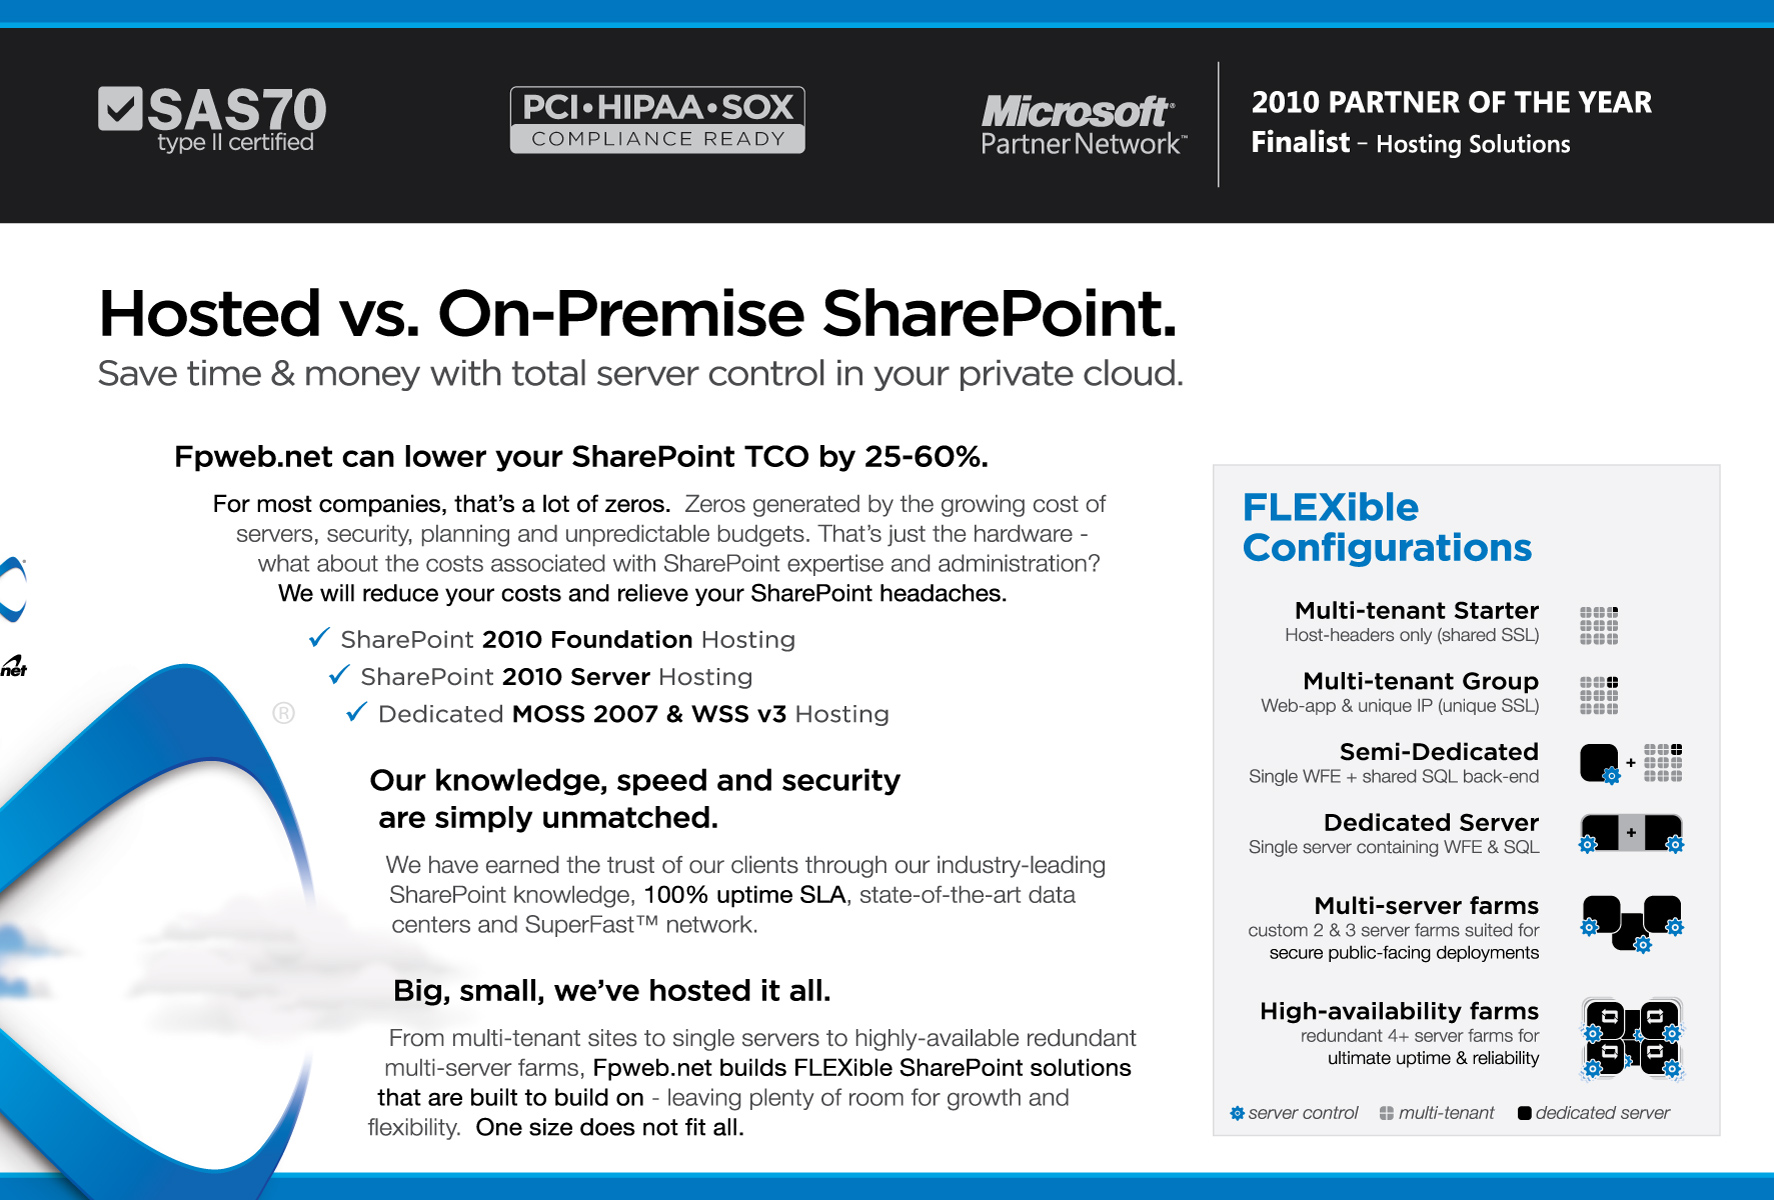 SAS70
type II certified
PCI•HIPAA•SOX
COMPLIANCE READY
Microsoft®
Partner Network™
2010 PARTNER OF THE YEAR
Finalist – Hosting Solutions
Hosted vs. On-Premise SharePoint.
Save time & money with total server control in your private cloud.
Fpweb.net can lower your SharePoint TCO by 25-60%.
For most companies, that's a lot of zeros. Zeros generated by the growing cost of
servers, security, planning and unpredictable budgets. That's just the hardware -
what about the costs associated with SharePoint expertise and administration?
We will reduce your costs and relieve your SharePoint headaches.
✓ SharePoint 2010 Foundation Hosting
✓ SharePoint 2010 Server Hosting
✓ Dedicated MOSS 2007 & WSS v3 Hosting
net
®
Our knowledge, speed and security
are simply unmatched.
We have earned the trust of our clients through our industry-leading
SharePoint knowledge, 100% uptime SLA, state-of-the-art data
centers and SuperFast™ network.
Big, small, we've hosted it all.
From multi-tenant sites to single servers to highly-available redundant
multi-server farms, Fpweb.net builds FLEXible SharePoint solutions
that are built to build on - leaving plenty of room for growth and
flexibility. One size does not fit all.
FLEXible
Configurations
Multi-tenant Starter
Host-headers only (shared SSL)
Multi-tenant Group
Web-app & unique IP (unique SSL)
Semi-Dedicated
Single WFE + shared SQL back-end
+
Dedicated Server
Single server containing WFE & SQL
+
Multi-server farms
custom 2 & 3 server farms suited for
secure public-facing deployments
High-availability farms
redundant 4+ server farms for
ultimate uptime & reliability
server control multi-tenant dedicated server